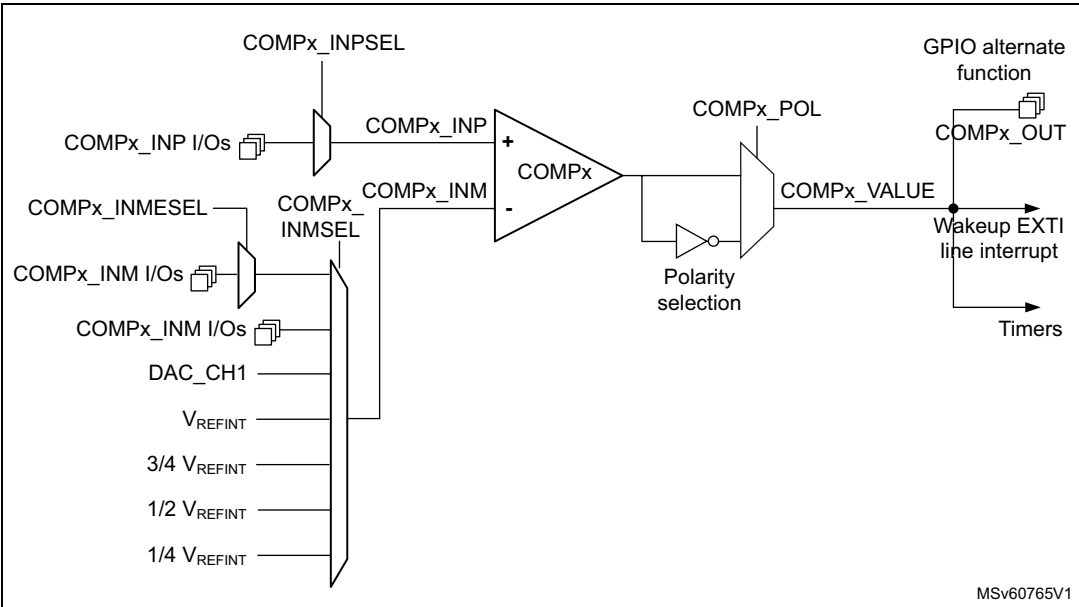 COMPx_INPSEL
GPIO alternate
function
COMPx_POL
COMPx_INP I/Os
COMPx_INP
+
COMPx
COMPx_OUT
COMPx_INMESEL
COMPx_
INMSEL
COMPx_INM
-
COMPx_VALUE
Wakeup EXTI
line interrupt
COMPx_INM I/Os
Polarity
selection
COMPx_INM I/Os
Timers
DAC_CH1
VREFINT
3/4 VREFINT
1/2 VREFINT
1/4 VREFINT
MSv60765V1